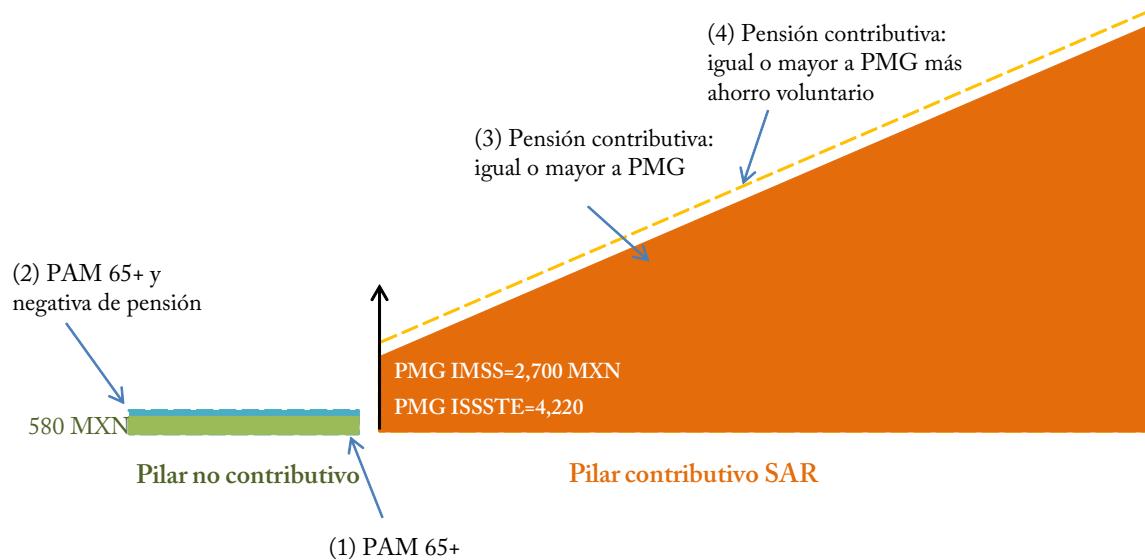 (4) Pensión contributiva:
igual o mayor a PMG más
ahorro voluntario
(3) Pensión contributiva:
igual o mayor a PMG
(2) PAM 65+ y
negativa de pensión
PMG IMSS=2,700 MXN
PMG ISSSTE=4,220
580 MXN
Pilar no contributivo
Pilar contributivo SAR
(1) PAM 65+